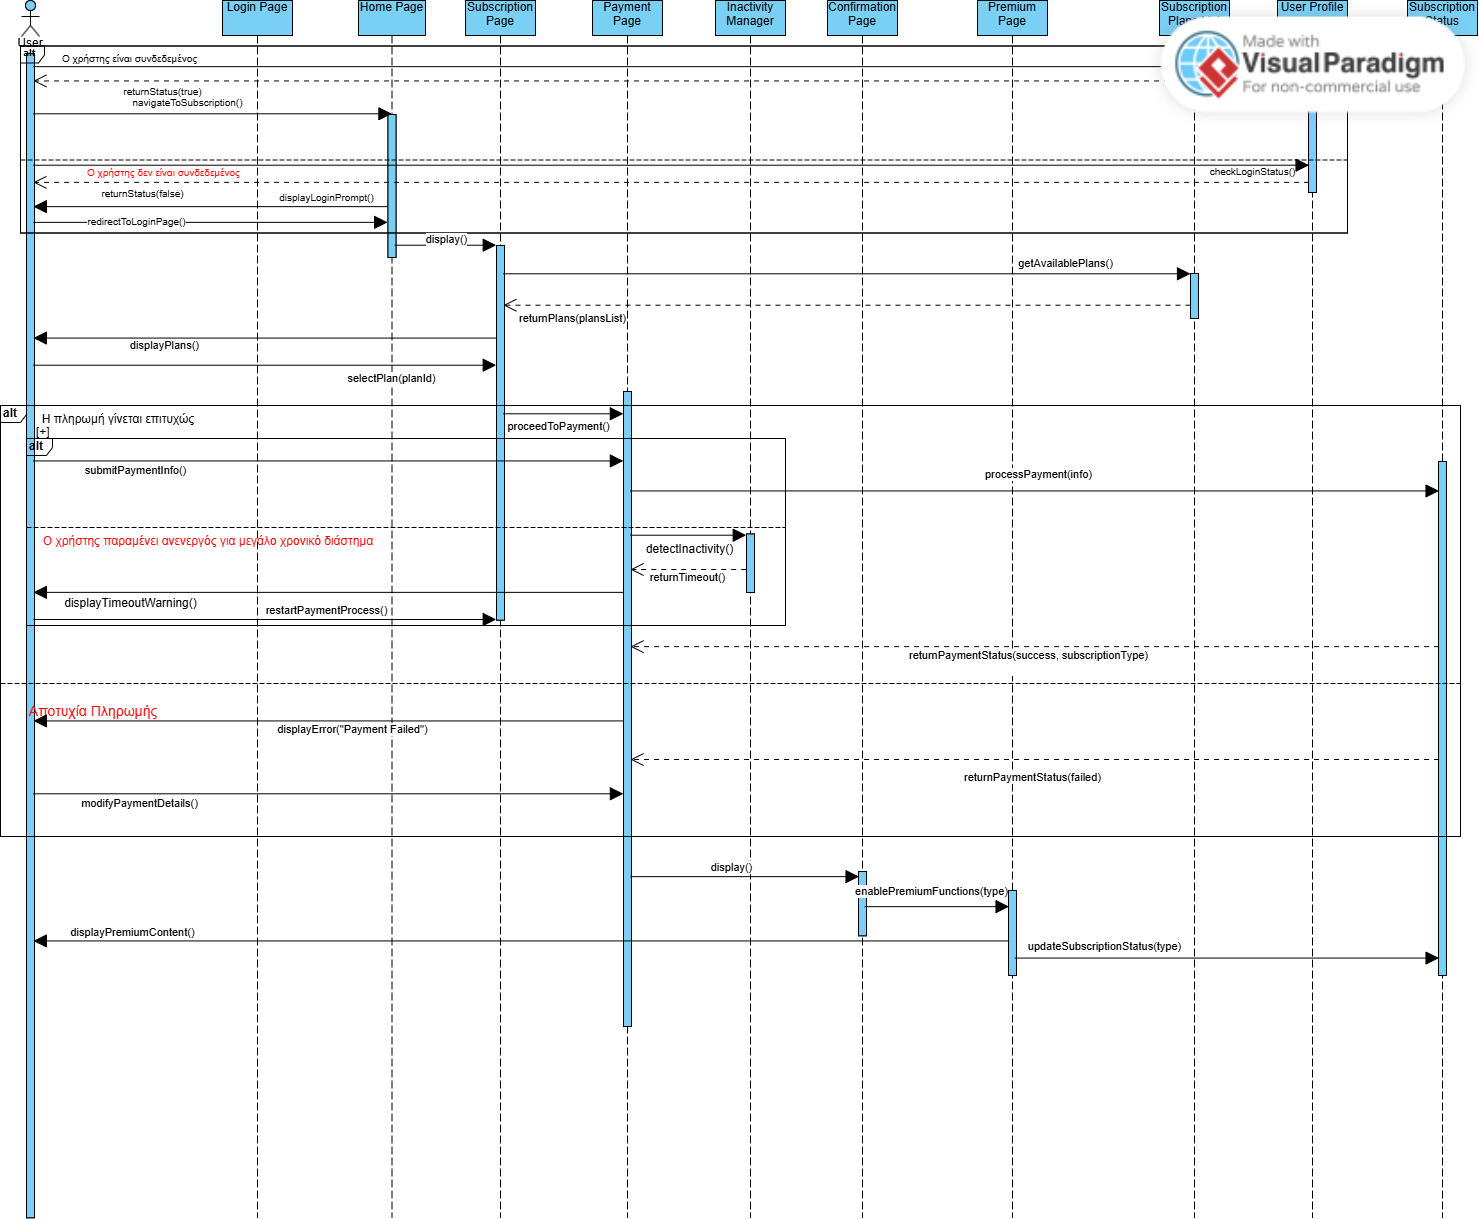 Login Page
Home Page
Subscription
Page
Payment
Page
Inactivity
Manager
Confirmation
Page
Premium
Page
Subscription
User Profile
Subscription
Status
User
Made with
Visual Paradigm
For non-commercial use
alt
Ο χρήστης είναι συνδεδεμένος
returnStatus(true)
navigateToSubscription()
Ο χρήστης δεν είναι συνδεδεμένος
checkLoginStatus()
returnStatus(false)
displayLoginPrompt()
redirectToLoginPage()
display()
getAvailablePlans()
returnPlans(plansList)
displayPlans()
selectPlan(planId)
alt
Η πληρωμή γίνεται επιτυχώς
proceedToPayment()
[+]
alt
submitPaymentInfo()
processPayment(info)
Ο χρήστης παραμένει ανενεργός για μεγάλο χρονικό διάστημα
detectInactivity()
returnTimeout()
displayTimeoutWarning()
restartPaymentProcess()
returnPaymentStatus(success, subscriptionType)
Αποτυχία Πληρωμής
displayError("Payment Failed")
returnPaymentStatus(failed)
modifyPaymentDetails()
display()
enablePremiumFunctions(type)
displayPremiumContent()
updateSubscriptionStatus(type)